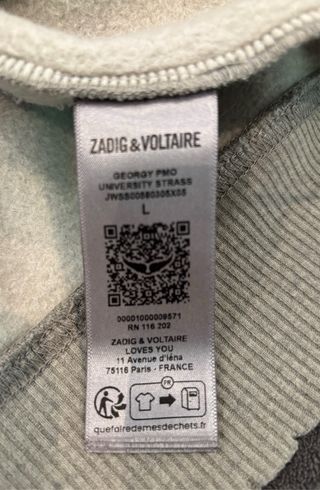 ZADIG & VOLTAIRE
GEORGY PMO
UNIVERSITY STRASS
JWSS00580305X05
L
00001000009571
RN 116 202
ZADIG & VOLTAIRE
LOVES YOU
11 Avenue d'Iéna
75116 Paris - FRANCE
FR
quefairedemesdechets.fr